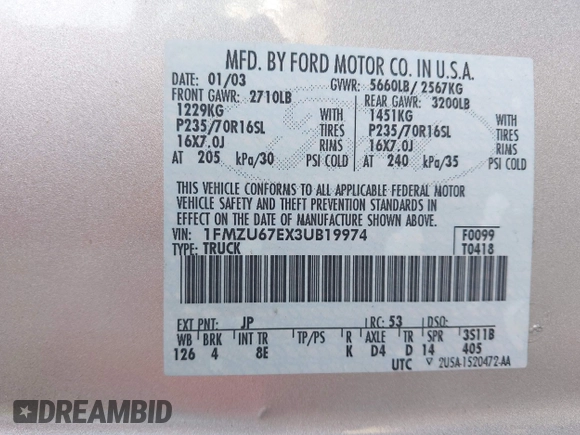 MFD. BY FORD MOTOR CO. IN U.S.A.
DATE: 01/03 GVWR: 5660LB/ 2567KG
FRONT GAWR: 2710LB REAR GAWR: 3200LB
1229KG WITH 1451KG WITH
P235/70R16SL TIRES P235/70R16SL TIRES
16X7.0J RIMS 16X7.0J RIMS
AT 205 kPa/30 PSI COLD AT 240 kPa/35 PSI COLD
THIS VEHICLE CONFORMS TO ALL APPLICABLE FEDERAL MOTOR
VEHICLE SAFETY AND THEFT PREVENTION STANDARDS IN
EFFECT ON THE DATE OF MANUFACTURE SHOWN ABOVE.
VIN: 1FMZU67EX3UB19974 F0099
TYPE: TRUCK T0418
EXT PNT: JP RC: 53 DSO:
WB BRK INT TR TP/PS R AXLE TR SPR 3S11B
126 4 8E K D4 D 14 405
UTC ▽ 2U5A-1520472-AA
DREAMBID